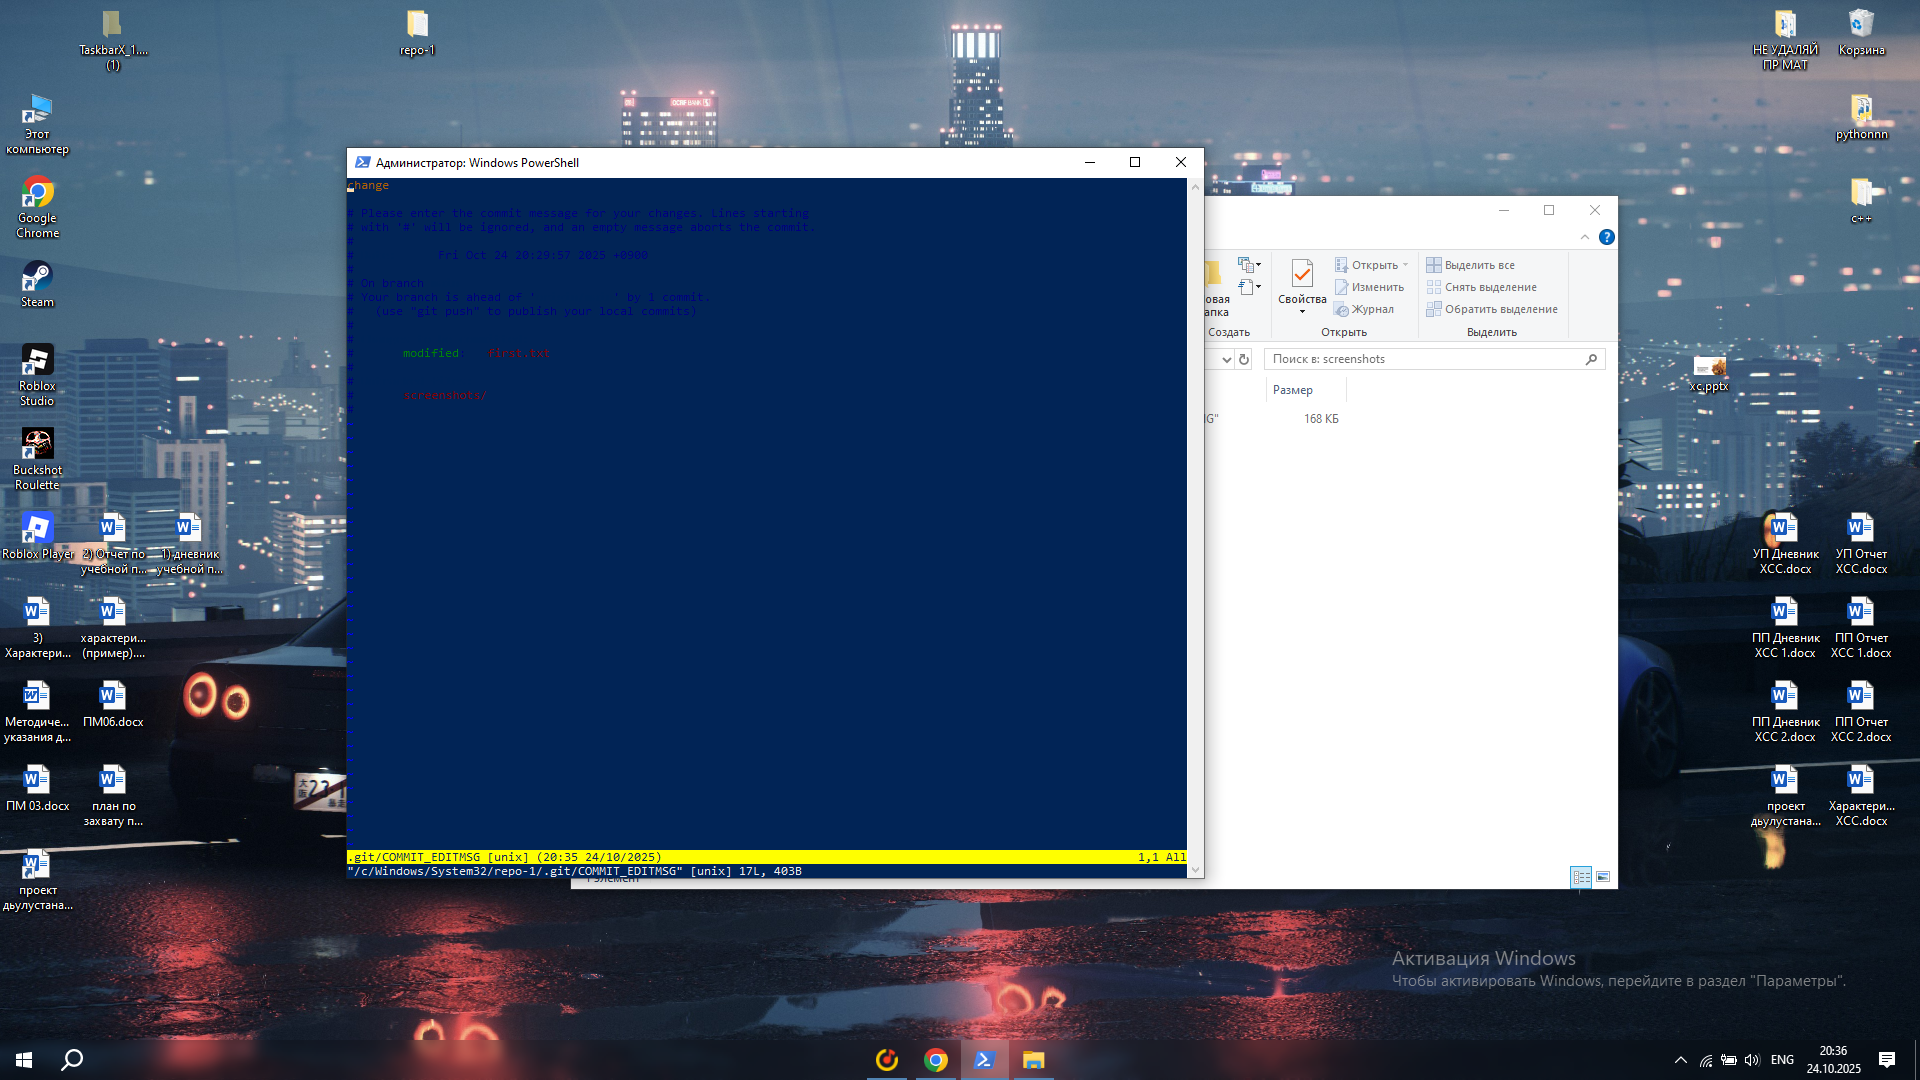 TaskbarX_1....
(1)
repo-1
НЕ УДАЛЯЙ
ПР МАТ
Корзина
Этот
компьютер
pythonnn
Google
Chrome
c++
Steam
Roblox
Studio
xc.pptx
Buckshot
Roulette
Roblox Player
2) Отчет по
учебной п...
1)дневник
учебной п...
УП Дневник
ХСС.docx
УП Отчет
ХСС.docx
3)
Характери...
характери...
(пример)....
ПП Дневник
ХСС 1.docx
ПП Отчет
ХСС 1.docx
Методиче...
указания д...
ПМ06.docx
ПП Дневник
ХСС 2.docx
ПП Отчет
ХСС 2.docx
ПМ 03.docx
план по
захвату п...
проект
дьулустана...
Характери...
ХСС.docx
проект
дьулустана...
Администратор: Windows PowerShell
change
# Please enter the commit message for your changes. Lines starting
# with '#' will be ignored, and an empty message aborts the commit.
#
# Fri Oct 24 20:29:57 2025 +0900
#
# On branch
# Your branch is ahead of ' ' by 1 commit.
# (use "git push" to publish your local commits)
#
modified first.txt
screenshots/
.git/COMMIT_EDITMSG [unix] (20:35 24/10/2025) 1,1 All
"/c/Windows/System32/repo-1/.git/COMMIT_EDITMSG" [unix] 17L, 403B
овая
апка
Создать
Свойства
Открыть
Изменить
Журнал
Открыть
Выделить все
Снять выделение
Обратить выделение
Выделить
Поиск в: screenshots
Размер
NG"
168 КБ
Активация Windows
Чтобы активировать Windows, перейдите в раздел "Параметры".
ENG
20:36
24.10.2025